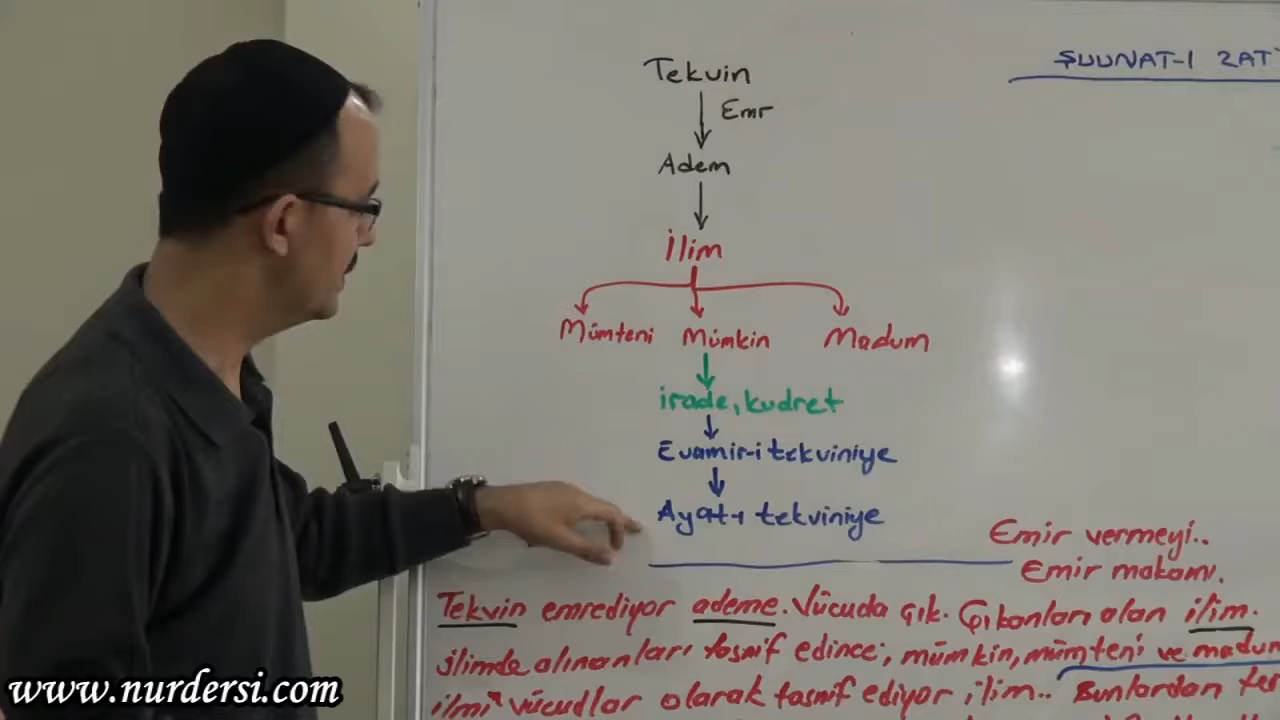 Tekvin
ŞUUNAT-I ZAT
Emr
Adem
İlim
Mümteni Mümkin Madum
irade, kudret
Evamir-i tekviniye
Ayat-ı tekviniye
Emir vermeyi..
Emir makamı.
Tekvin emrediyor ademe. Vücuda çık. Çıkanları alan ilim.
ilimde alınanları tasnif edince; mümkin, mümteni ve madum
ilmi vücudlar olarak tasnif ediyor ilim.. Bunlardan
www.nurdersi.com